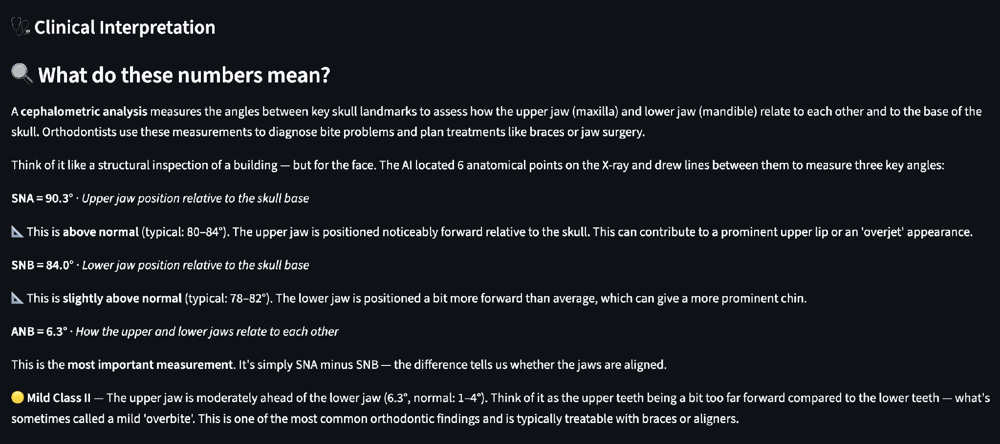 🩺 Clinical Interpretation
🔍 What do these numbers mean?
A cephalometric analysis measures the angles between key skull landmarks to assess how the upper jaw (maxilla) and lower jaw (mandible) relate to each other and to the base of the
skull. Orthodontists use these measurements to diagnose bite problems and plan treatments like braces or jaw surgery.
Think of it like a structural inspection of a building — but for the face. The AI located 6 anatomical points on the X-ray and drew lines between them to measure three key angles:
SNA = 90.3° · Upper jaw position relative to the skull base
📐 This is above normal (typical: 80–84°). The upper jaw is positioned noticeably forward relative to the skull. This can contribute to a prominent upper lip or an 'overjet' appearance.
SNB = 84.0° · Lower jaw position relative to the skull base
📐 This is slightly above normal (typical: 78–82°). The lower jaw is positioned a bit more forward than average, which can give a more prominent chin.
ANB = 6.3° · How the upper and lower jaws relate to each other
This is the most important measurement. It's simply SNA minus SNB — the difference tells us whether the jaws are aligned.
🟡 Mild Class II — The upper jaw is moderately ahead of the lower jaw (6.3°, normal: 1–4°). Think of it as the upper teeth being a bit too far forward compared to the lower teeth — what's
sometimes called a mild 'overbite'. This is one of the most common orthodontic findings and is typically treatable with braces or aligners.